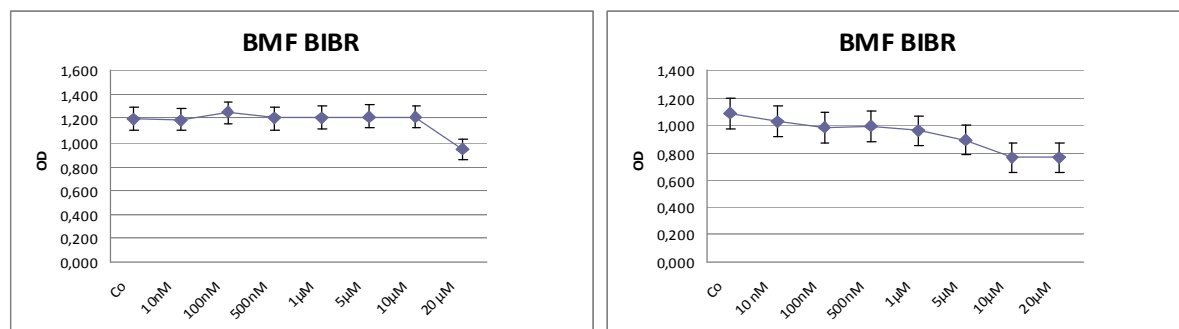 BMF BIBR
OD
1,600
1,400
1,200
1,000
0,800
0,600
0,400
0,200
0,000
Co
10nM
100nM
500nM
1µM
5µM
10µM
20 µM
BMF BIBR
OD
1,400
1,200
1,000
0,800
0,600
0,400
0,200
0,000
Co
10 nM
100nM
500nM
1µM
5µM
10µM
20µM